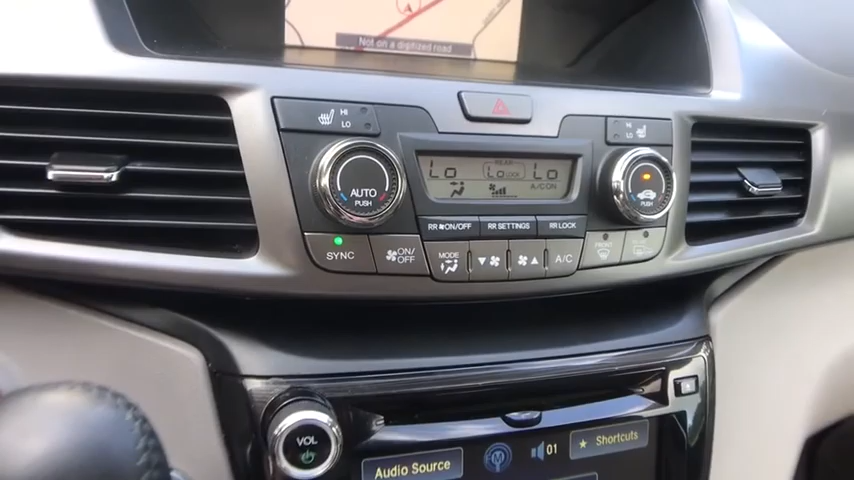 Not on a digitized road
HI
LO
HI
LO
AUTO
PUSH
REAR
Lo
Lo LOCK
Lo
A/CON
PUSH
RR ON/OFF
RR SETTINGS
RR LOCK
SYNC
ON/
OFF
MODE
A/C
FRONT
VOL
Audio Source
M
01
Shortcuts